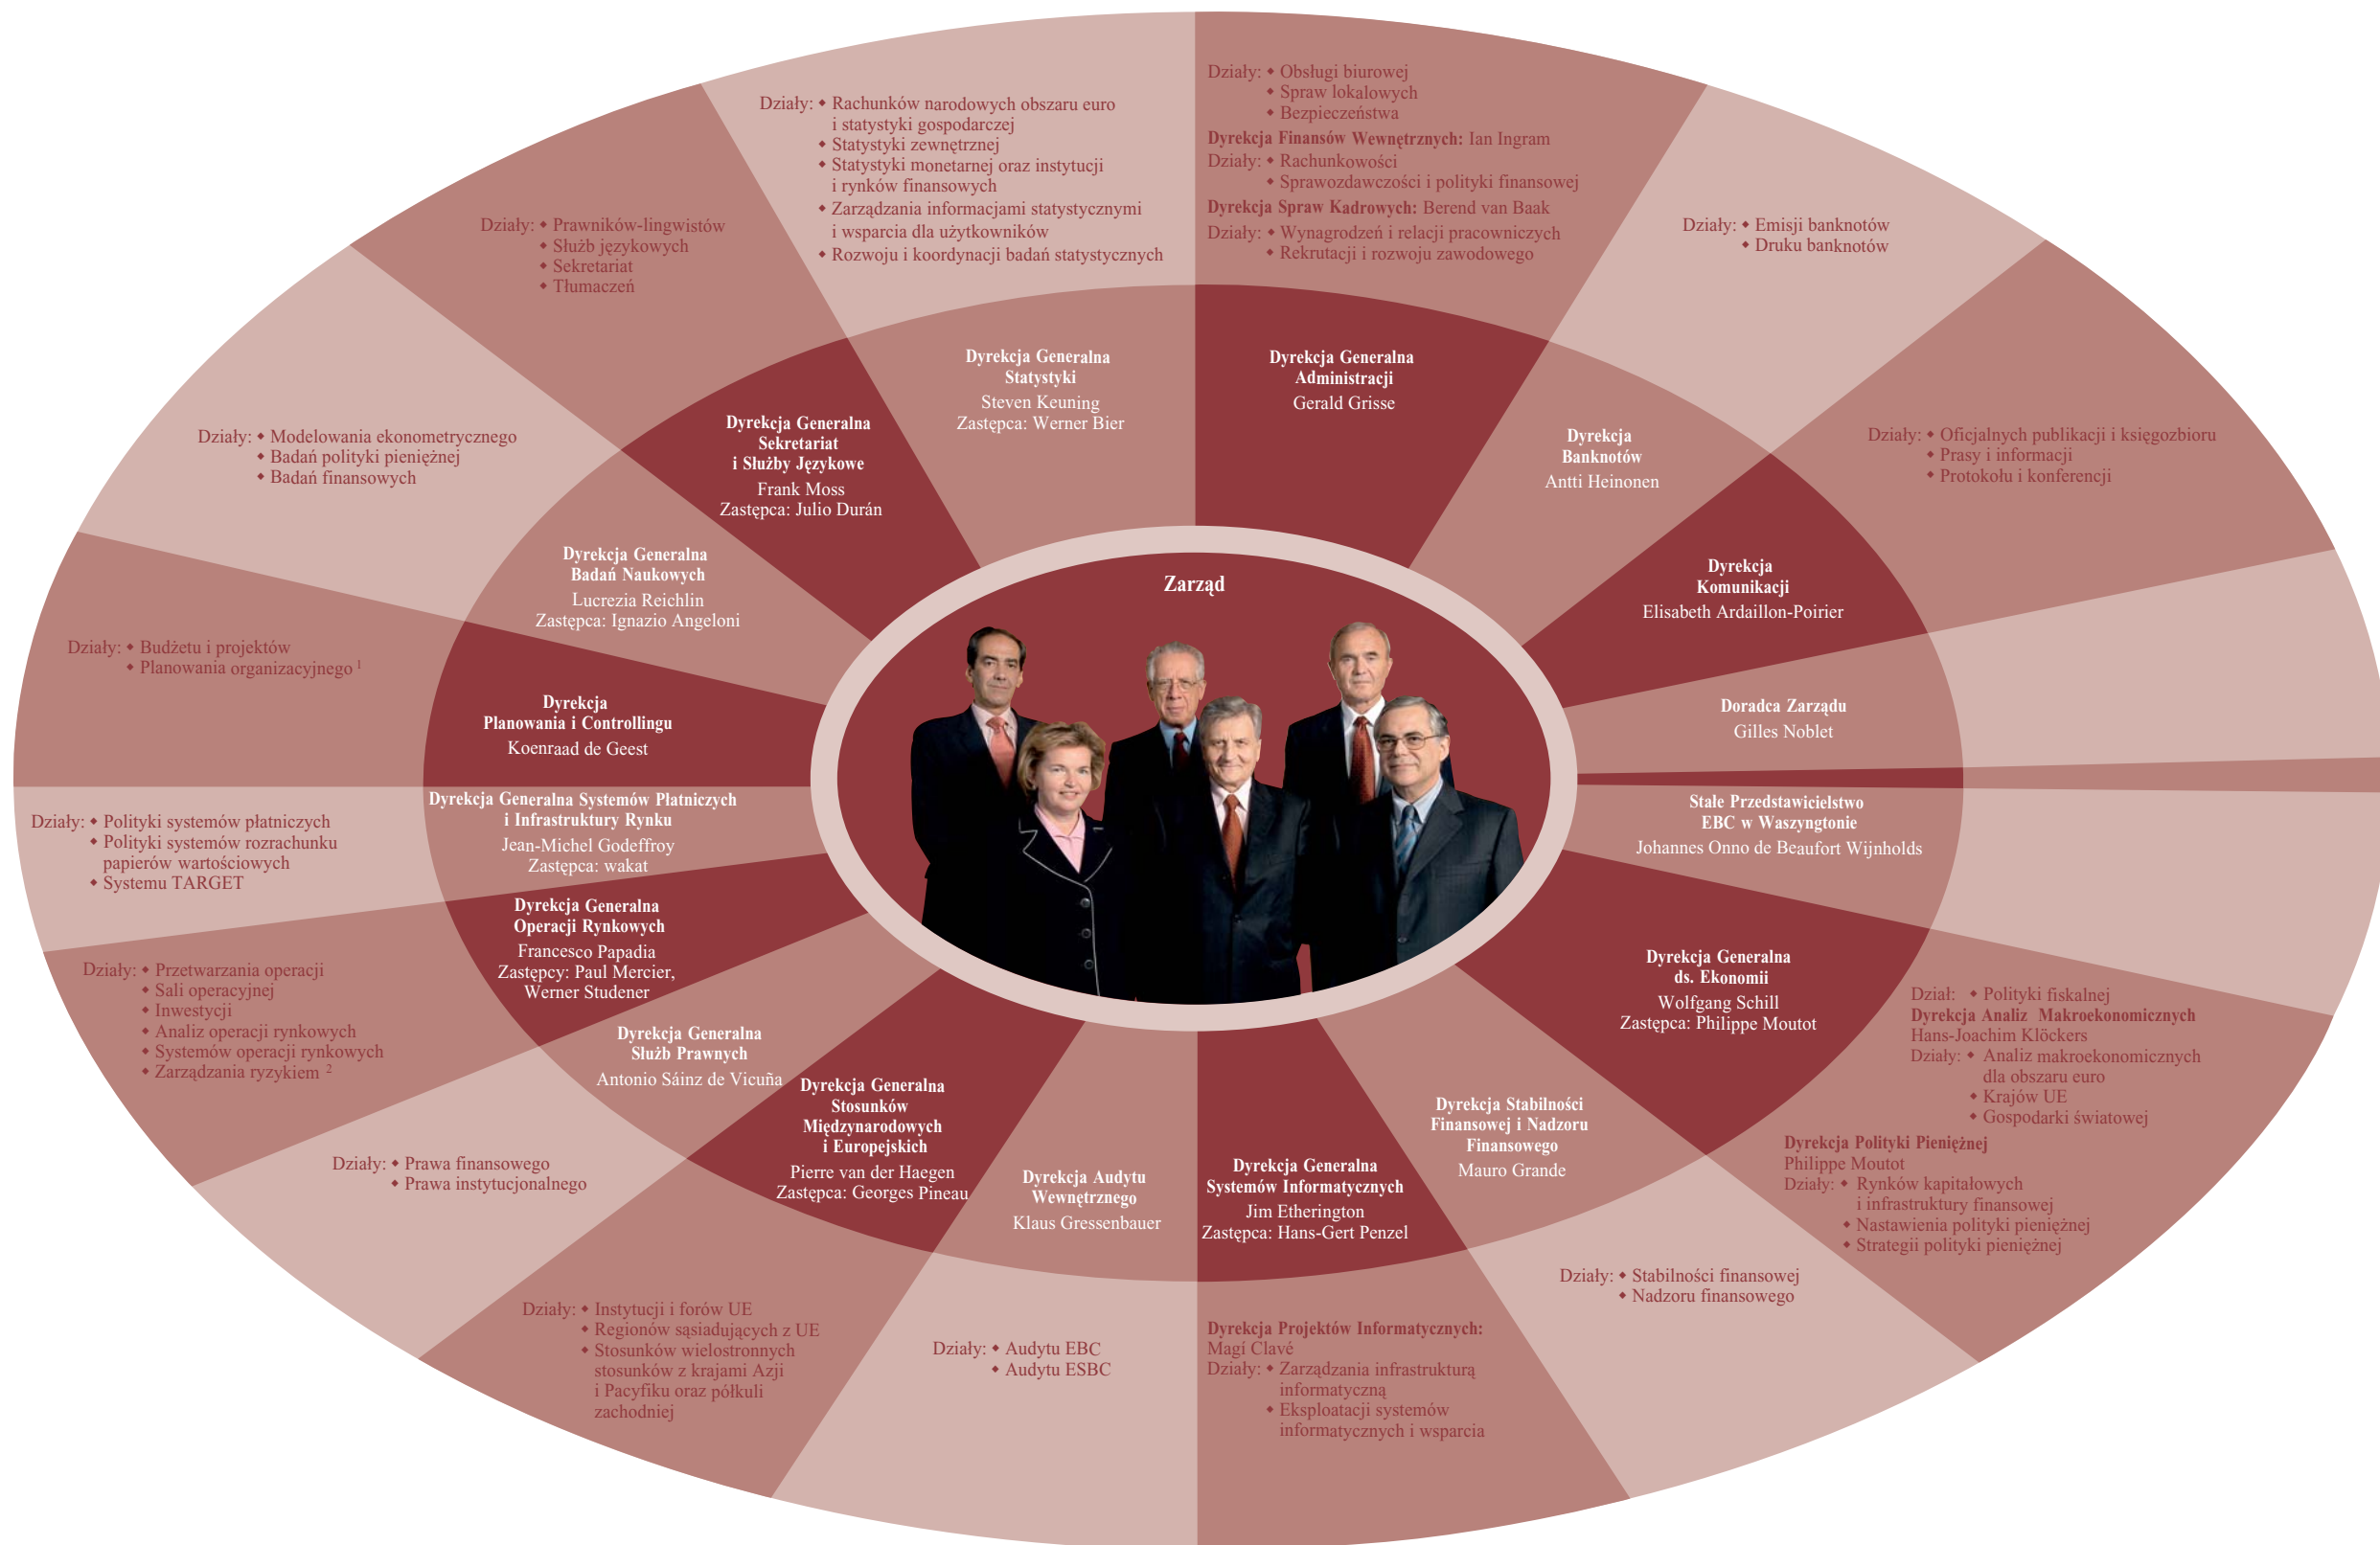 Zarząd
Działy: ◆ Obsługi biurowej
◆ Spraw lokalowych
◆ Bezpieczeństwa
Dyrekcja Finansów Wewnętrznych: Ian Ingram
Działy: ◆ Rachunkowości
◆ Sprawozdawczości i polityki finansowej
Dyrekcja Spraw Kadrowych: Berend van Baak
Działy: ◆ Wynagrodzeń i relacji pracowniczych
◆ Rekrutacji i rozwoju zawodowego
Dyrekcja Generalna
Administracji
Gerald Grisse
Działy: ◆ Emisji banknotów
◆ Druku banknotów
Dyrekcja
Banknotów
Antti Heinonen
Działy: ◆ Oficjalnych publikacji i księgozbioru
◆ Prasy i informacji
◆ Protokołu i konferencji
Dyrekcja
Komunikacji
Elisabeth Ardaillon-Poirier
Doradca Zarządu
Gilles Noblet
Stałe Przedstawicielstwo
EBC w Waszyngtonie
Johannes Onno de Beaufort Wijnholds
Dyrekcja Generalna
ds. Ekonomii
Wolfgang Schill
Zastępca: Philippe Moutot
Dział: ◆ Polityki fiskalnej
Dyrekcja Analiz Makroekonomicznych
Hans-Joachim Klöckers
Działy: ◆ Analiz makroekonomicznych
dla obszaru euro
◆ Krajów UE
◆ Gospodarki światowej
Dyrekcja Polityki Pieniężnej
Philippe Moutot
Działy: ◆ Rynków kapitałowych
i infrastruktury finansowej
◆ Nastawienia polityki pieniężnej
◆ Strategii polityki pieniężnej
Dyrekcja Stabilności
Finansowej i Nadzoru
Finansowego
Mauro Grande
Działy: ◆ Stabilności finansowej
◆ Nadzoru finansowego
Dyrekcja Generalna
Systemów Informatycznych
Jim Etherington
Zastępca: Hans-Gert Penzel
Dyrekcja Projektów Informatycznych:
Magí Clavé
Działy: ◆ Zarządzania infrastrukturą
informatyczną
◆ Eksploatacji systemów
informatycznych i wsparcia
Dyrekcja Audytu
Wewnętrznego
Klaus Gressenbauer
Działy: ◆ Audytu EBC
◆ Audytu ESBC
Dyrekcja Generalna
Stosunków
Międzynarodowych
i Europejskich
Pierre van der Haegen
Zastępca: Georges Pineau
Działy: ◆ Instytucji i forów UE
◆ Regionów sąsiadujących z UE
◆ Stosunków wielostronnych
stosunków z krajami Azji
i Pacyfiku oraz półkuli
zachodniej
Dyrekcja Generalna
Służb Prawnych
Antonio Sáinz de Vicuña
Działy: ◆ Prawa finansowego
◆ Prawa instytucjonalnego
Dyrekcja Generalna
Operacji Rynkowych
Francesco Papadia
Zastępcy: Paul Mercier,
Werner Studener
Działy: ◆ Przetwarzania operacji
◆ Sali operacyjnej
◆ Inwestycji
◆ Analiz operacji rynkowych
◆ Systemów operacji rynkowych
◆ Zarządzania ryzykiem 2
Dyrekcja Generalna Systemów Płatniczych
i Infrastruktury Rynku
Jean-Michel Godeffroy
Zastępca: wakat
Działy: ◆ Polityki systemów płatniczych
◆ Polityki systemów rozrachunku
papierów wartościowych
◆ Systemu TARGET
Dyrekcja
Planowania i Controllingu
Koenraad de Geest
Działy: ◆ Budżetu i projektów
◆ Planowania organizacyjnego 1
Dyrekcja Generalna
Badań Naukowych
Lucrezia Reichlin
Zastępca: Ignazio Angeloni
Działy: ◆ Modelowania ekonometrycznego
◆ Badań polityki pieniężnej
◆ Badań finansowych
Dyrekcja Generalna
Sekretariat
i Służby Językowe
Frank Moss
Zastępca: Julio Durán
Działy: ◆ Prawników-lingwistów
◆ Służb językowych
◆ Sekretariat
◆ Tłumaczeń
Dyrekcja Generalna
Statystyki
Steven Keuning
Zastępca: Werner Bier
Działy: ◆ Rachunków narodowych obszaru euro
i statystyki gospodarczej
◆ Statystyki zewnętrznej
◆ Statystyki monetarnej oraz instytucji
i rynków finansowych
◆ Zarządzania informacjami statystycznymi
i wsparcia dla użytkowników
◆ Rozwoju i koordynacji badań statystycznych